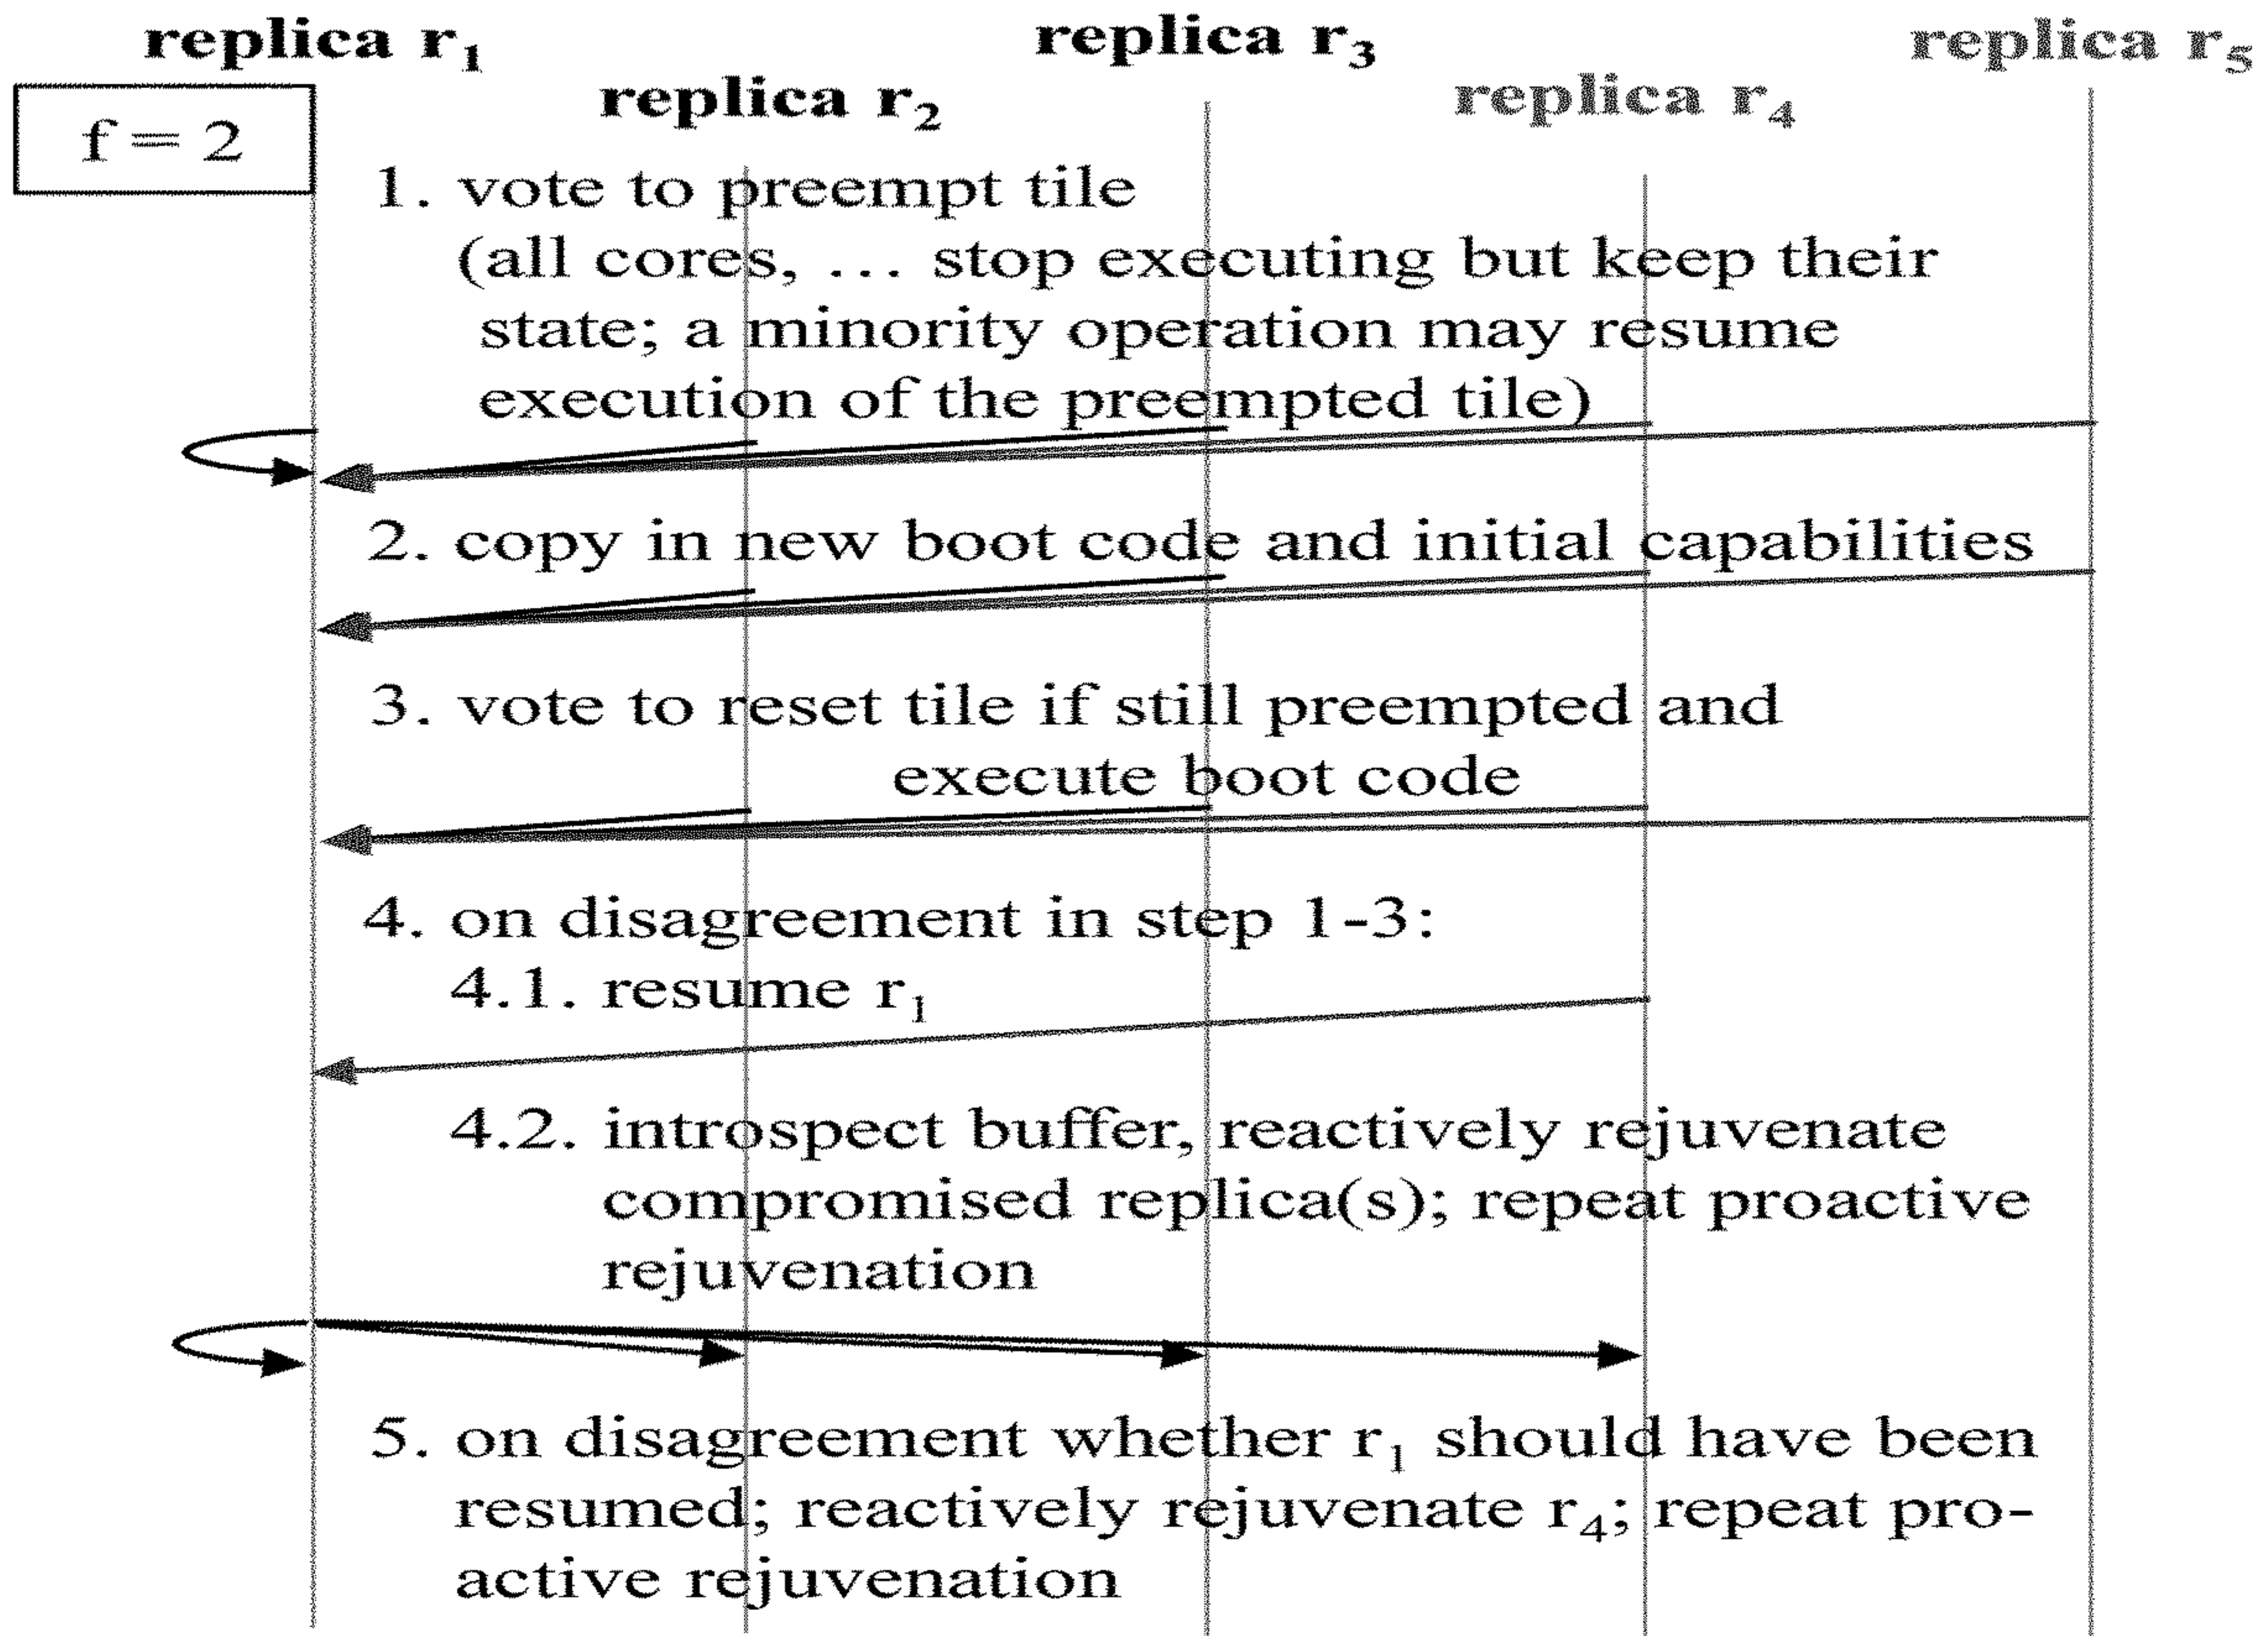 replica r₁
replica r₂
replica r₃
replica r₄
replica r₅
f = 2
1. vote to preempt tile
(all cores, … stop executing but keep their
state; a minority operation may resume
execution of the preempted tile)
2. copy in new boot code and initial capabilities
3. vote to reset tile if still preempted and
execute boot code
4. on disagreement in step 1-3:
4.1. resume r₁
4.2. introspect buffer, reactively rejuvenate
compromised replica(s); repeat proactive
rejuvenation
5. on disagreement whether r₁ should have been
resumed; reactively rejuvenate r₄; repeat pro-
active rejuvenation